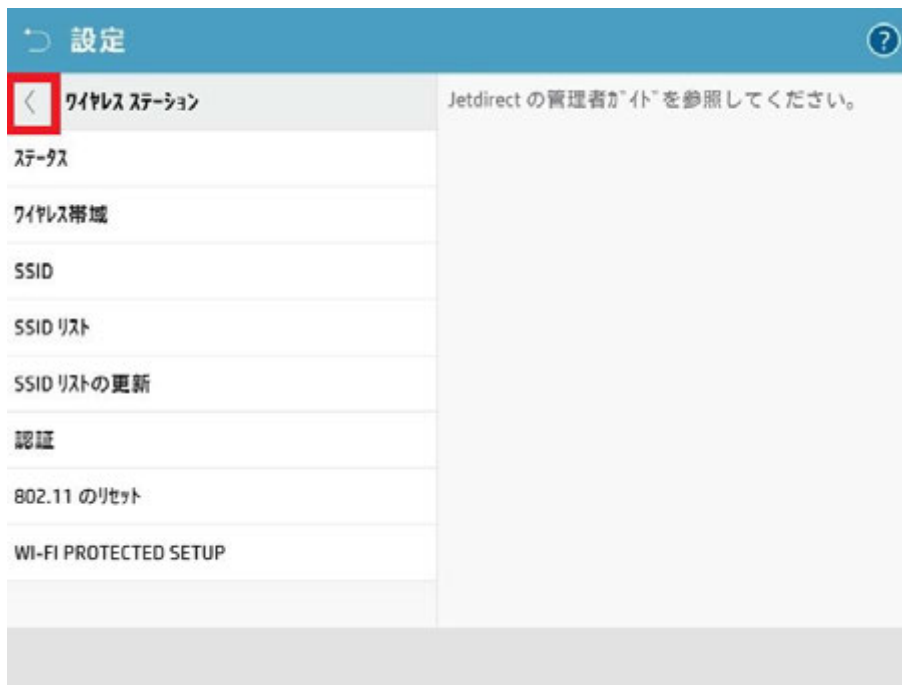 設定
?
ﾜｲﾔﾚｽ ｽﾃｰｼｮﾝ
Jetdirect の管理者ｶﾞｲﾄﾞを参照してください。
ｽﾃｰﾀｽ
ﾜｲﾔﾚｽ帯域
SSID
SSID ﾘｽﾄ
SSID ﾘｽﾄの更新
認証
802.11 のﾘｾｯﾄ
WI-FI PROTECTED SETUP